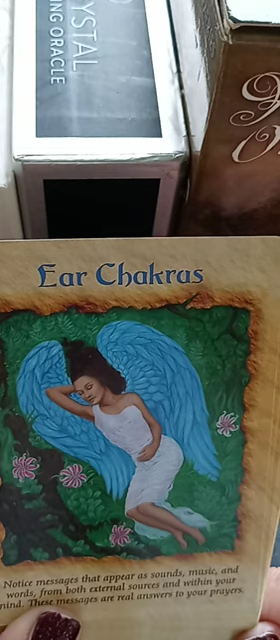 YSTAL
ING ORACLE
Ear Chakras
Notice messages that appear as sounds, music, and
words, from both external sources and within your
mind. These messages are real answers to your prayers.